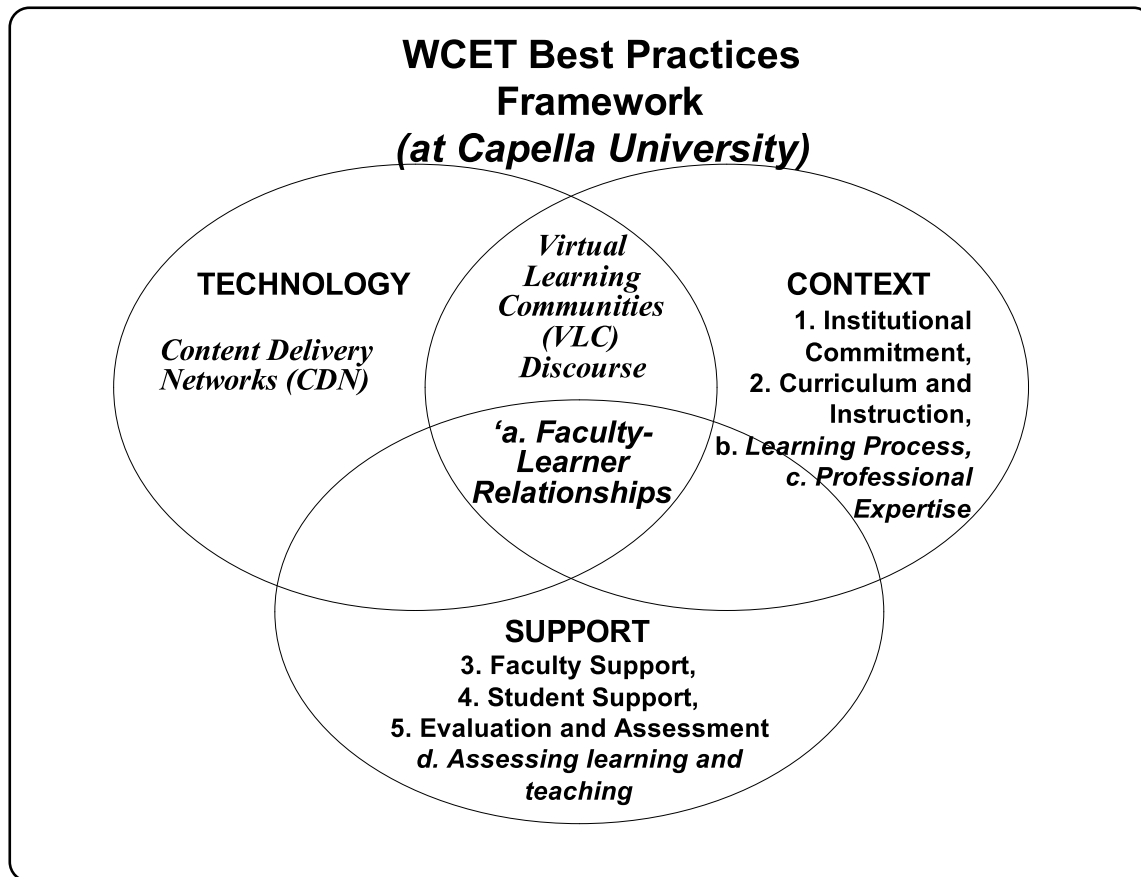 WCET Best Practices
Framework
(at Capella University)
TECHNOLOGY
Content Delivery
Networks (CDN)
Virtual
Learning
Communities
(VLC)
Discourse
CONTEXT
1. Institutional
Commitment,
2. Curriculum and
Instruction,
b. Learning Process,
c. Professional
Expertise
‘a. Faculty-
Learner
Relationships
SUPPORT
3. Faculty Support,
4. Student Support,
5. Evaluation and Assessment
d. Assessing learning and
teaching